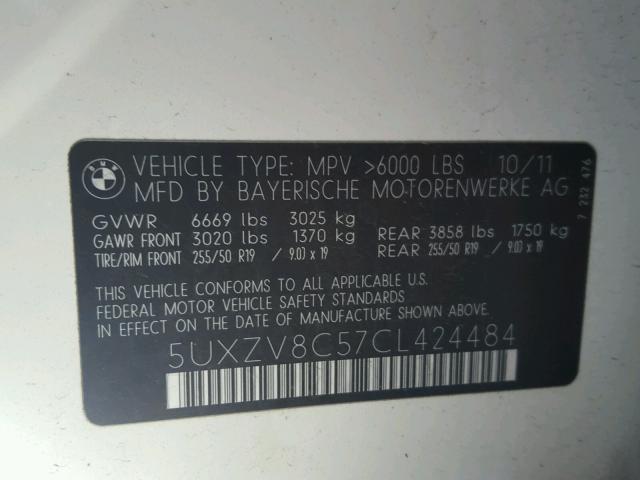 BMW
VEHICLE TYPE: MPV >6000 LBS 10/11
MFD BY BAYERISCHE MOTORENWERKE AG
GVWR 6669 lbs 3025 kg
GAWR FRONT 3020 lbs 1370 kg REAR 3858 lbs 1750 kg
TIRE/RIM FRONT 255/50 R19 / 9.0J x 19 REAR 255/50 R19 / 9.0J x 19
THIS VEHICLE CONFORMS TO ALL APPLICABLE U.S.
FEDERAL MOTOR VEHICLE SAFETY STANDARDS
IN EFFECT ON THE DATE OF MANUFACTURE SHOWN ABOVE.
5UXZV8C57CL424484
7 212 476